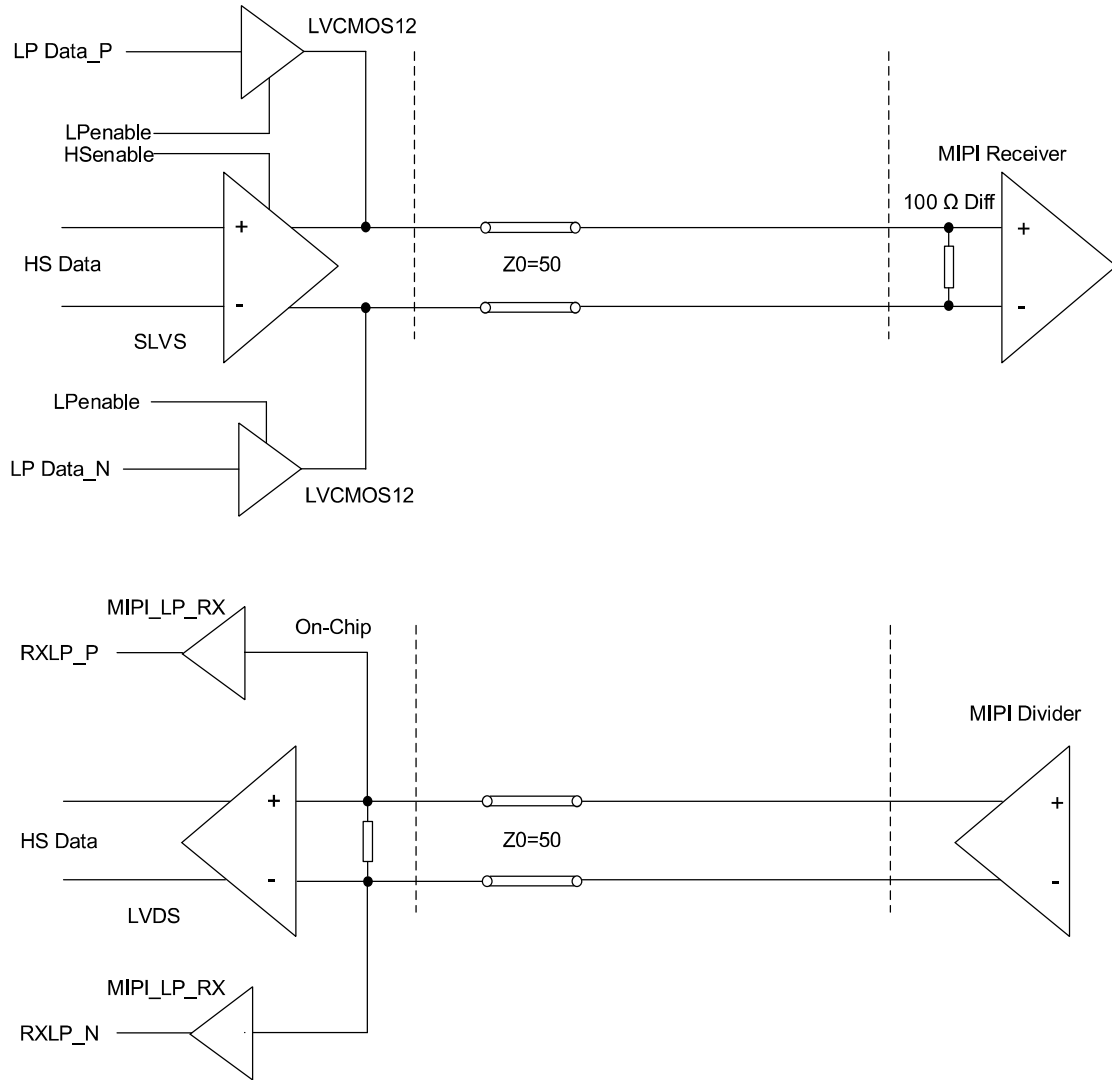 LVCMOS12
LP Data_P
LPenable
HSenable
MIPI Receiver
100 Ω Diff
+
+
HS Data
Z0=50
-
-
SLVS
LPenable
LP Data_N
LVCMOS12
MIPI_LP_RX
On-Chip
RXLP_P
MIPI Divider
+
+
HS Data
Z0=50
-
-
LVDS
MIPI_LP_RX
RXLP_N